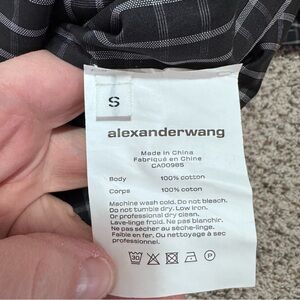 S
alexanderwang
Made in China
Fabriqué en Chine
CA00985
Body 100% cotton
Corps 100% coton
Machine wash cold. Do not bleach.
Do not tumble dry. Low iron.
Or professional dry clean.
Lave-linge froid. Ne pas blanchir.
Ne pas sécher au sèche-linge.
Faible en fer. Ou nettoyage à sec
professionnel.
30
P